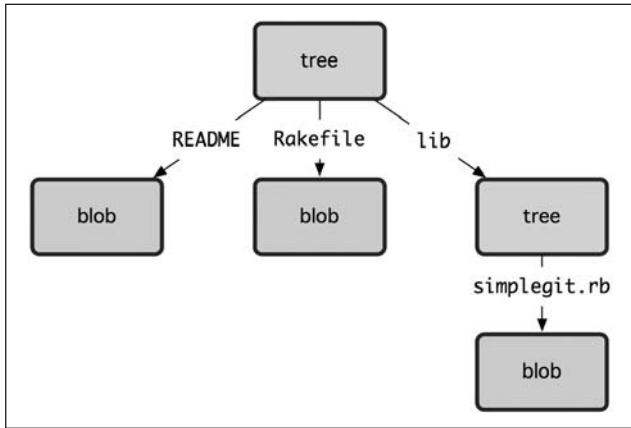 tree
README Rakefile lib
blob blob tree
simplegit.rb
blob